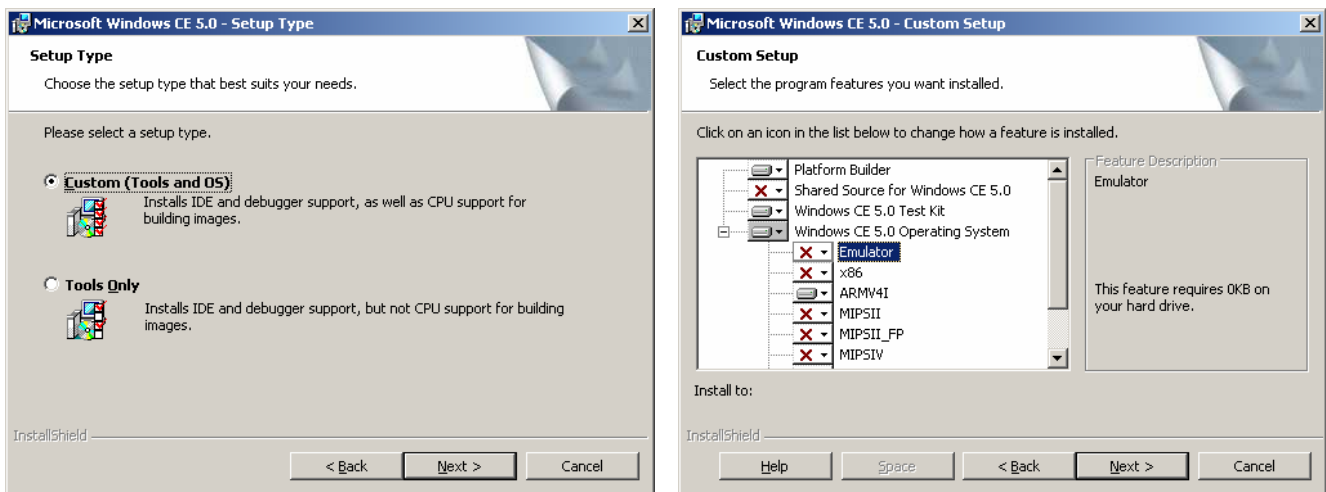 Microsoft Windows CE 5.0 - Setup Type
Setup Type
Choose the setup type that best suits your needs.
Please select a setup type.
Custom (Tools and OS)
Installs IDE and debugger support, as well as CPU support for
building images.
Tools Only
Installs IDE and debugger support, but not CPU support for building
images.
InstallShield
< Back
Next >
Cancel
Microsoft Windows CE 5.0 - Custom Setup
Custom Setup
Select the program features you want installed.
Click on an icon in the list below to change how a feature is installed.
Platform Builder
Shared Source for Windows CE 5.0
Windows CE 5.0 Test Kit
Windows CE 5.0 Operating System
Emulator
x86
ARMV4I
MIPSII
MIPSII_FP
MIPSIV
Feature Description
Emulator
This feature requires 0KB on
your hard drive.
Install to:
InstallShield
Help
Space
< Back
Next >
Cancel